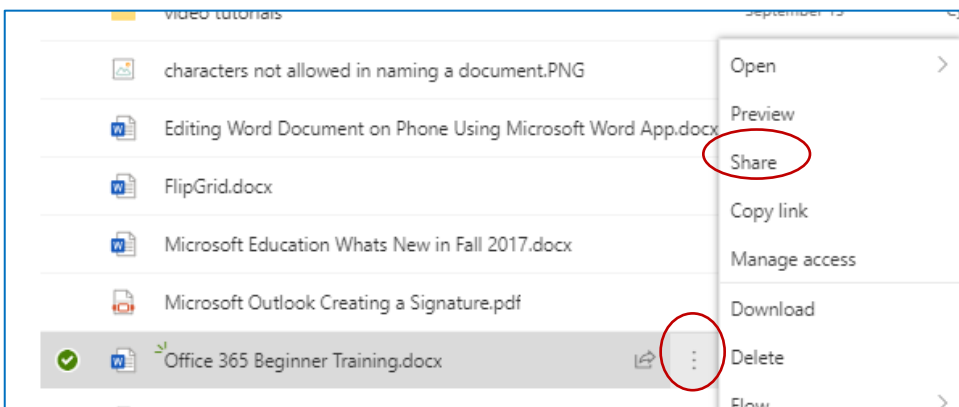 video tutorials
September 13
characters not allowed in naming a document.PNG
Editing Word Document on Phone Using Microsoft Word App.docx
FlipGrid.docx
Microsoft Education Whats New in Fall 2017.docx
Microsoft Outlook Creating a Signature.pdf
Office 365 Beginner Training.docx
Open
Preview
Share
Copy link
Manage access
Download
Delete
Flow